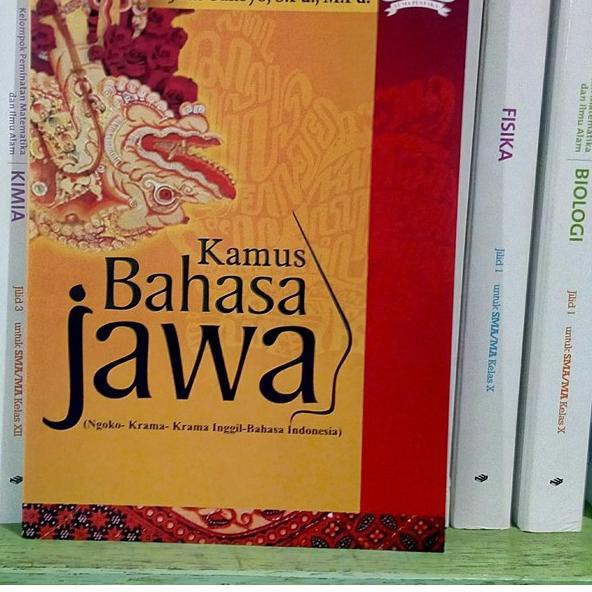 S.Pd., M.Pd.
Kamus
Bahasa
jawa
(Ngoko- Krama- Krama Inggil-Bahasa Indonesia)
Kelompok Peminatan Matematika
dan Ilmu Alam
KIMIA
Jilid 3
untuk SMA/MA Kelas XII
FISIKA
Jilid 1
untuk SMA/MA Kelas X
Matematika
dan Ilmu Alam
BIOLOGI
Jilid 1
untuk SMA/MA Kelas X